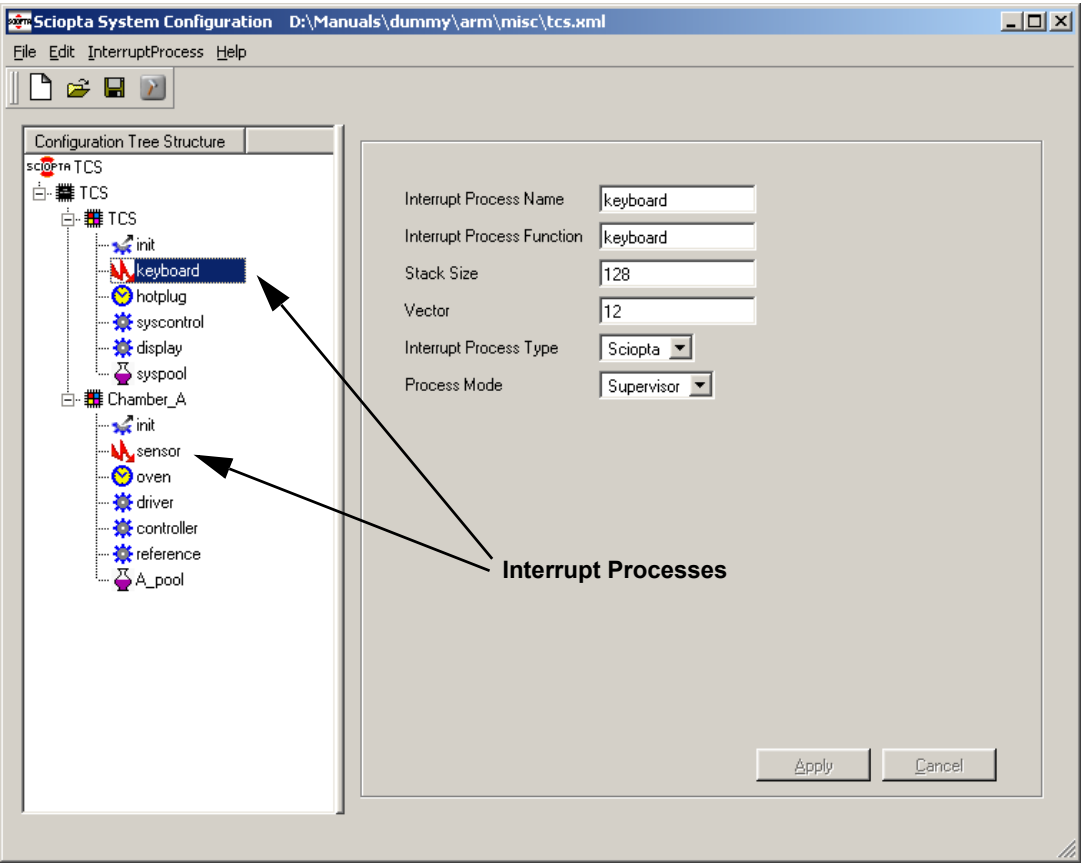 Sciopta System Configuration D:\Manuals\dummy\arm\misc\tcs.xml
File Edit InterruptProcess Help
Configuration Tree Structure
SCIOPTA TCS
TCS
TCS
init
keyboard
hotplug
syscontrol
display
syspool
Chamber_A
init
sensor
oven
driver
controller
reference
A_pool
Interrupt Process Name keyboard
Interrupt Process Function keyboard
Stack Size 128
Vector 12
Interrupt Process Type Sciopta
Process Mode Supervisor
Interrupt Processes
Apply Cancel